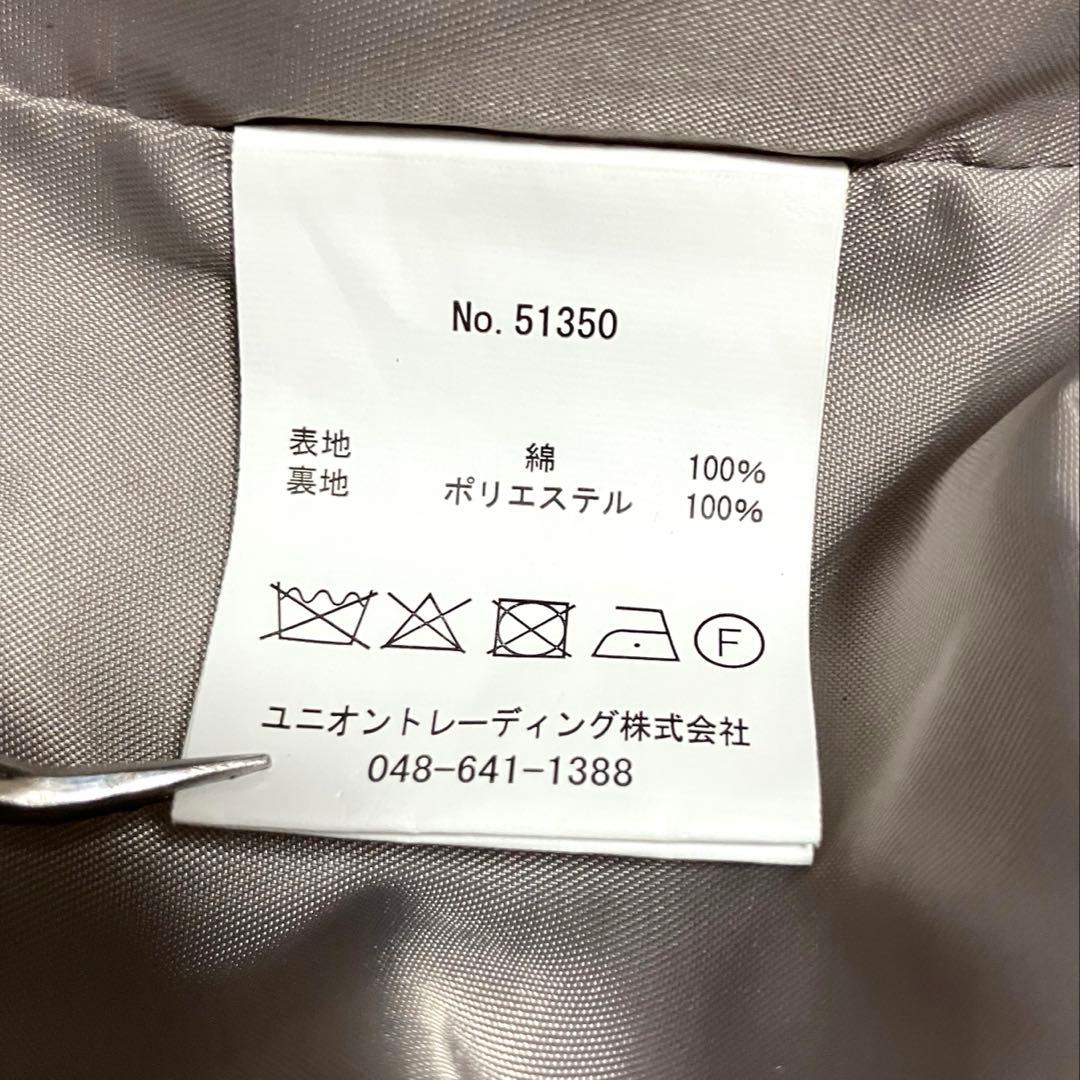 No. 51350
表地 綿 100%
裏地 ポリエステル 100%
F
ユニオントレーディング株式会社
048-641-1388